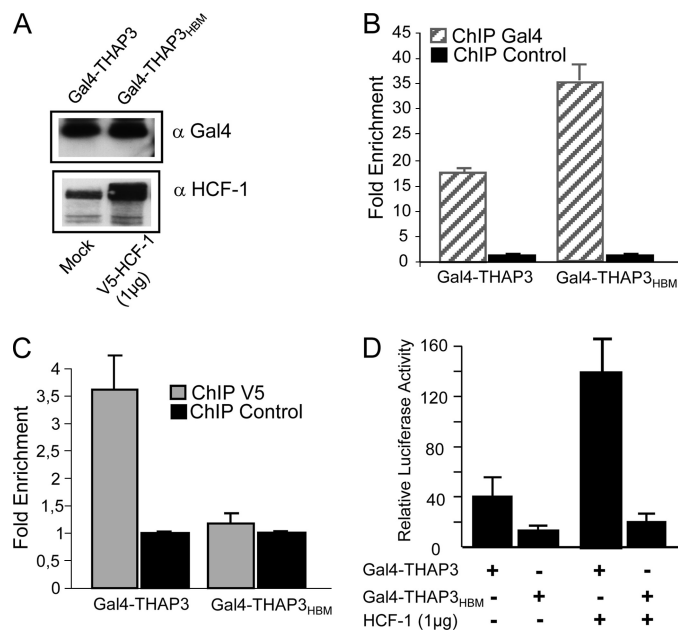 A
Gal4-THAP3
Gal4-THAP3HBM
α Gal4
α HCF-1
Mock
V5-HCF-1
(1µg)
B
ChIP Gal4
ChIP Control
Fold Enrichment
45
40
35
30
25
20
15
10
5
0
Gal4-THAP3
Gal4-THAP3HBM
C
ChIP V5
ChIP Control
Fold Enrichment
4
3,5
3
2,5
2
1,5
1
0,5
0
Gal4-THAP3
Gal4-THAP3HBM
D
Relative Luciferase Activity
160
120
80
40
00
Gal4-THAP3 + - + -
Gal4-THAP3HBM - + - +
HCF-1 (1µg) - - + +